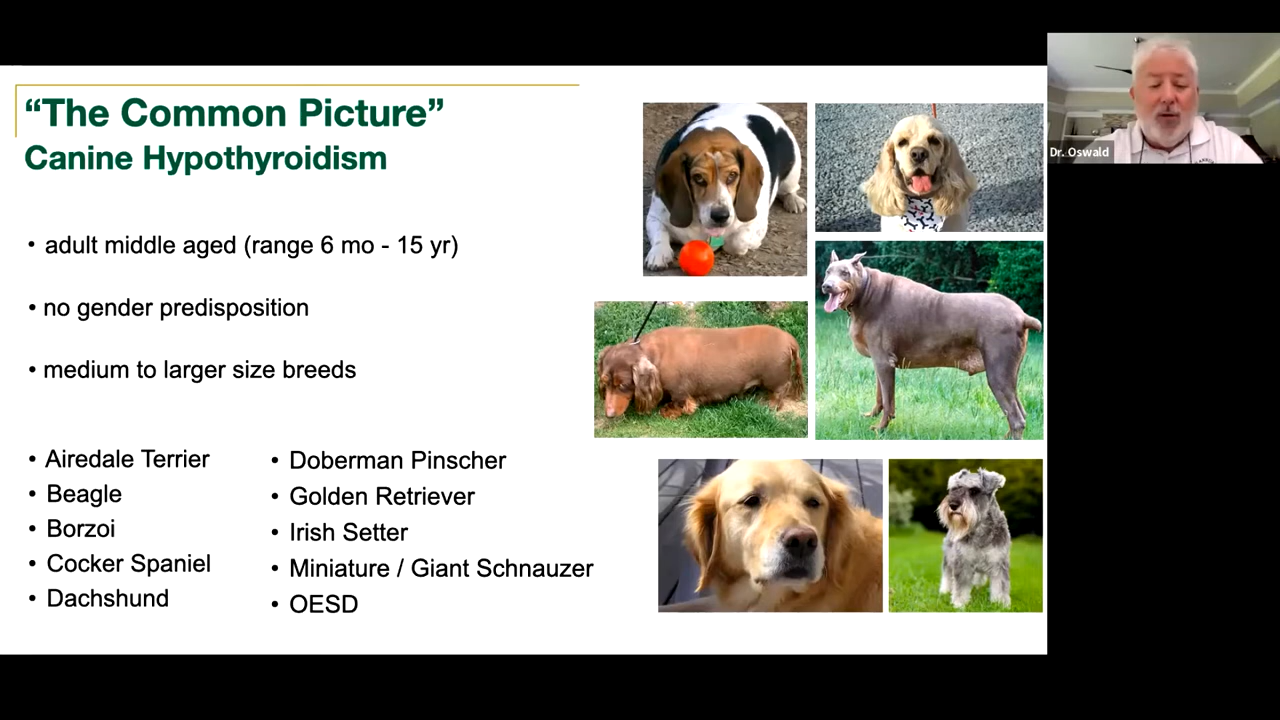 “The Common Picture”
Canine Hypothyroidism
• adult middle aged (range 6 mo - 15 yr)
• no gender predisposition
• medium to larger size breeds
• Airedale Terrier
• Beagle
• Borzoi
• Cocker Spaniel
• Dachshund
• Doberman Pinscher
• Golden Retriever
• Irish Setter
• Miniature / Giant Schnauzer
• OESD
Dr. Oswald